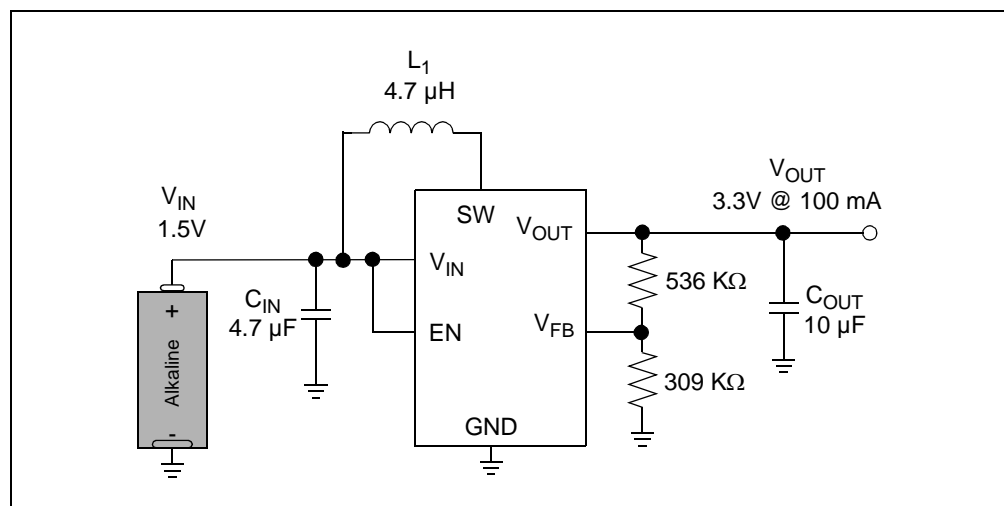 L1
4.7 µH
VIN
1.5V
VOUT
3.3V @ 100 mA
SW
VOUT
VIN
536 KΩ
CIN
4.7 µF
COUT
10 µF
EN
VFB
309 KΩ
GND
+
Alkaline
-